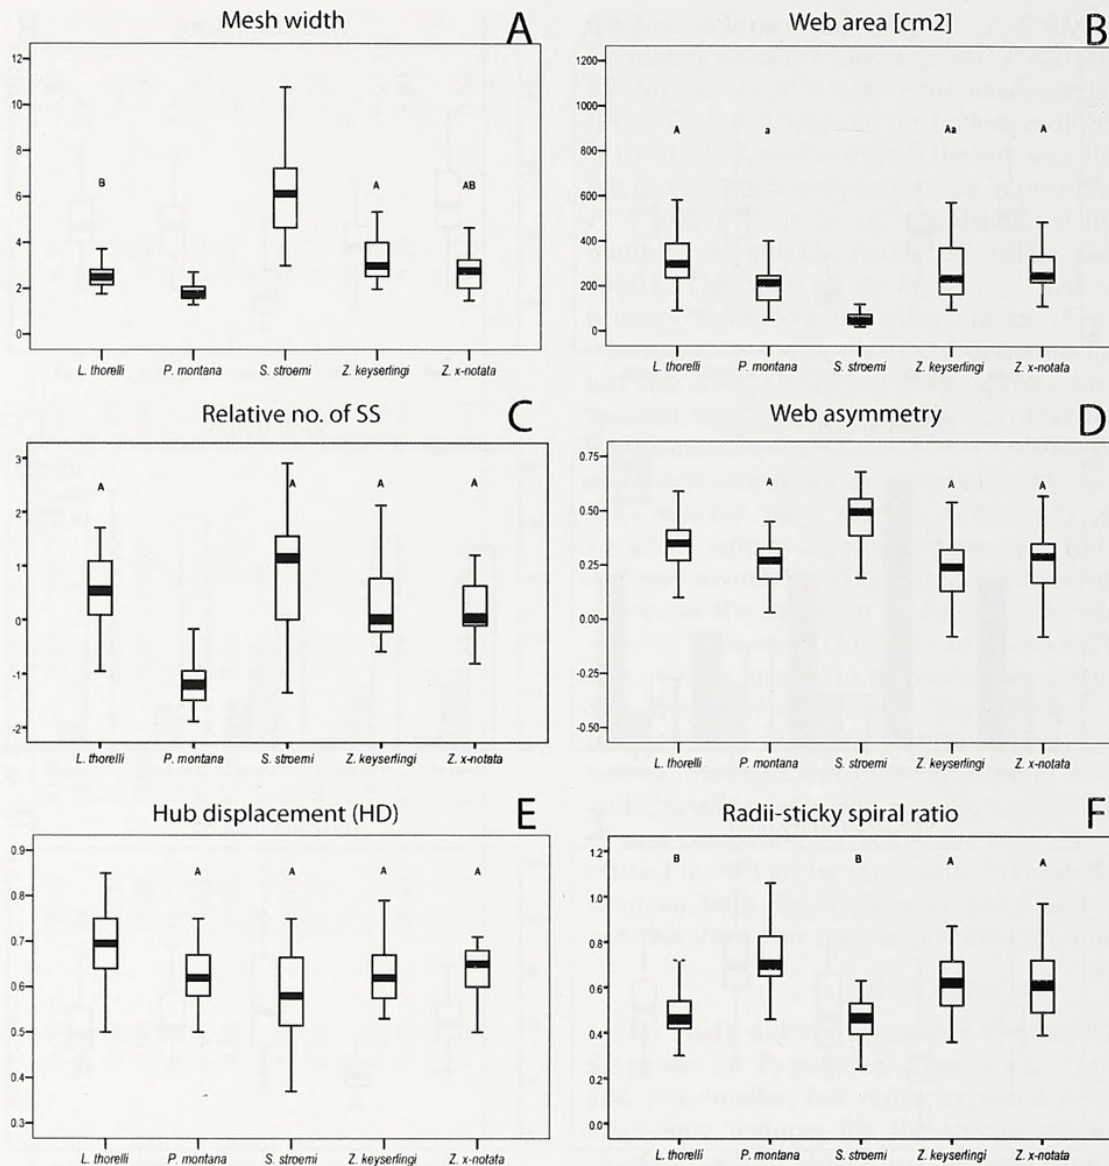 Mesh width
A
12
10
8
6
4
2
0
B
A
AB
L. thorelli P. montana S. stroemi Z. keyserlingi Z. x-notata
Web area [cm2]
B
1200
1000
800
600
400
200
0
A a Aa A
L. thorelli P. montana S. stroemi Z. keyserlingi Z. x-notata
Relative no. of SS
C
3
2
1
0
-1
-2
A A A A
L. thorelli P. montana S. stroemi Z. keyserlingi Z. x-notata
Web asymmetry
D
0.75
0.50
0.25
0.00
-0.25
-0.50
A A A
L. thorelli P. montana S. stroemi Z. keyserlingi Z. x-notata
Hub displacement (HD)
E
0.9
0.8
0.7
0.6
0.5
0.4
0.3
A A A A
L. thorelli P. montana S. stroemi Z. keyserlingi Z. x-notata
Radii-sticky spiral ratio
F
1.2
1.0
0.8
0.6
0.4
0.2
0.0
B B A A
L. thorelli P. montana S. stroemi Z. keyserlingi Z. x-notata